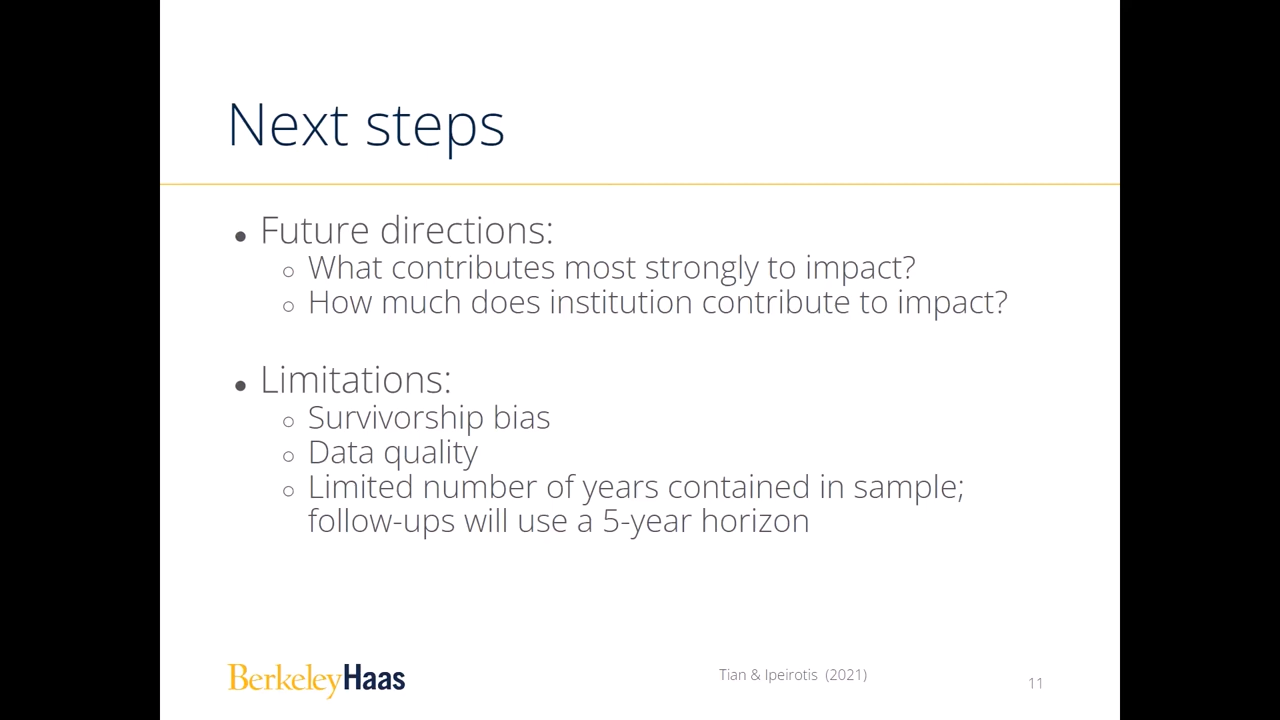 Next steps
● Future directions:
○ What contributes most strongly to impact?
○ How much does institution contribute to impact?
● Limitations:
○ Survivorship bias
○ Data quality
○ Limited number of years contained in sample;
follow-ups will use a 5-year horizon
BerkeleyHaas
Tian & Ipeirotis (2021)
11